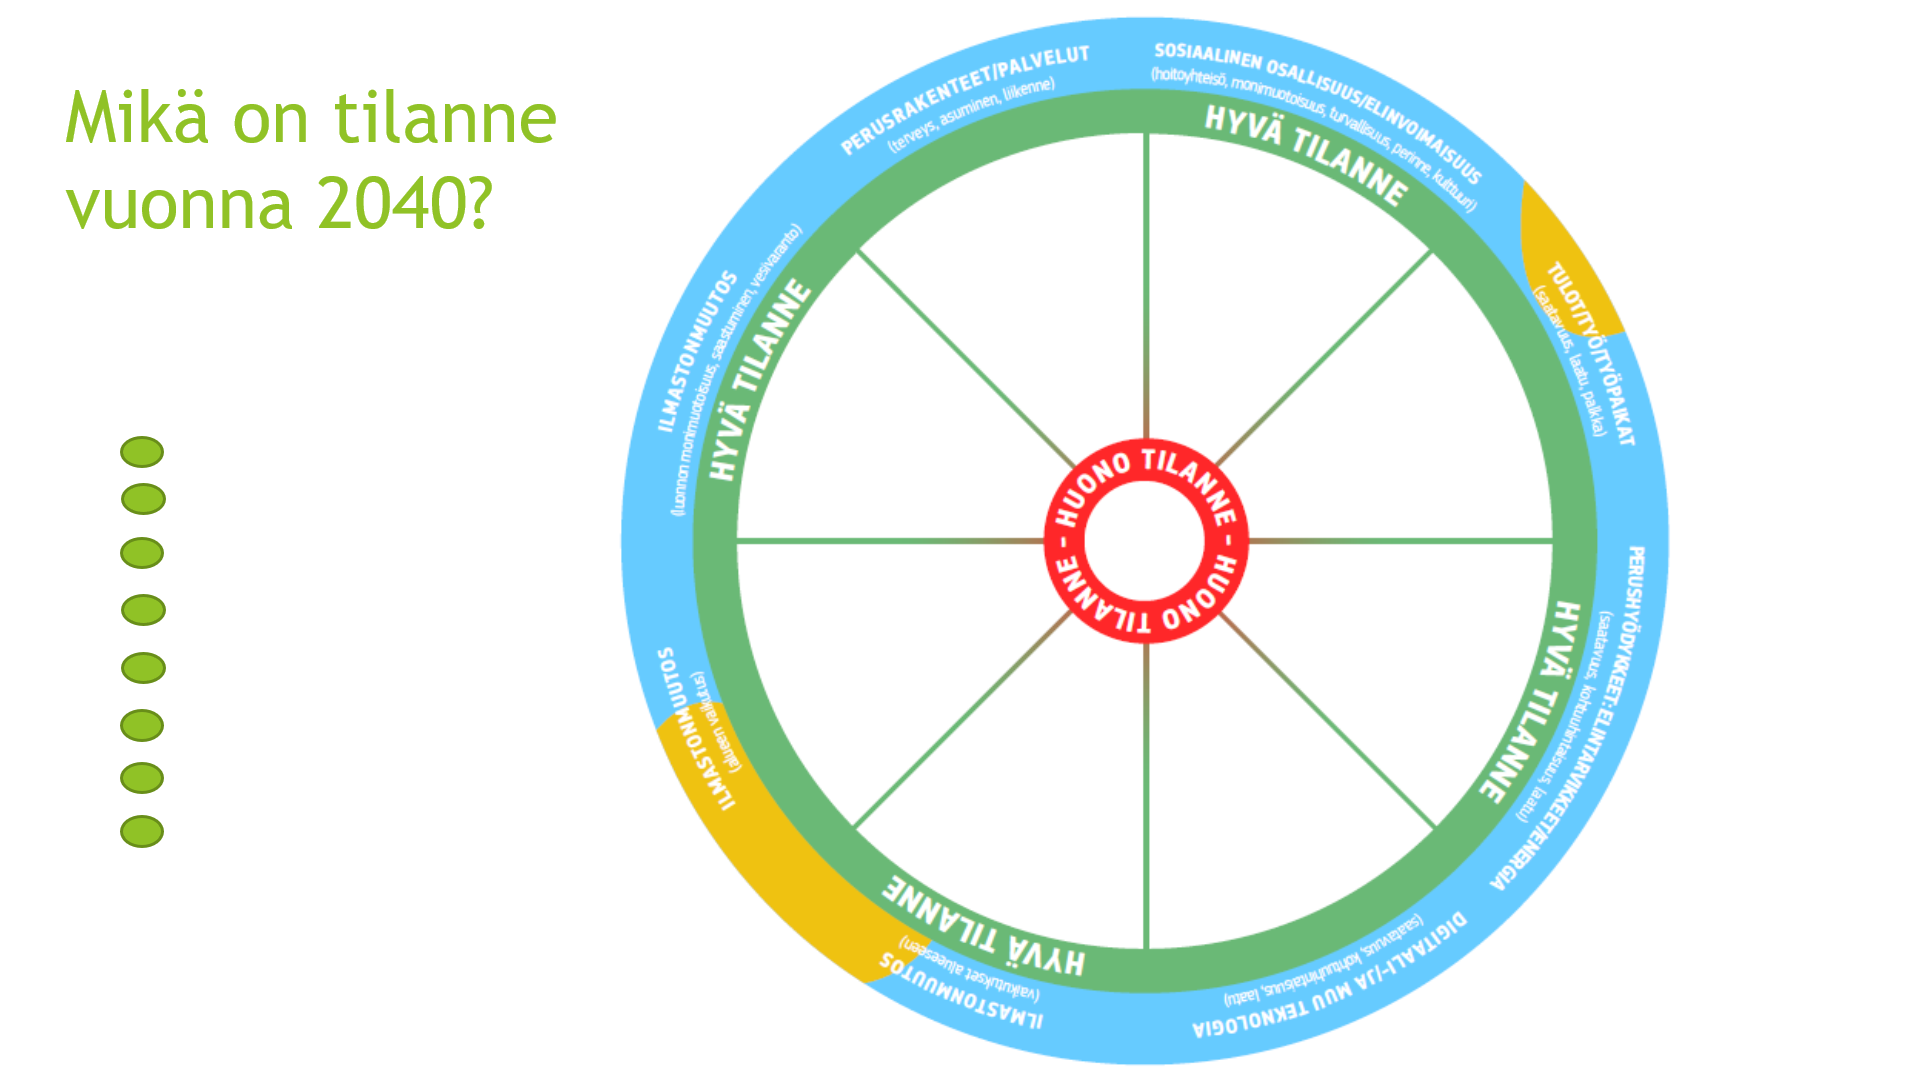 Mikä on tilanne
vuonna 2040?
PERUSRAKENTEET/PALVELUT
(terveys, asuminen, liikenne)
SOSIAALINEN OSALLISUUS/ELINVOIMAISUUS
(hoitoyhteisö, monimuotoisuus, turvallisuus, perinne, kulttuuri)
HYVÄ TILANNE
TULOT/TYÖ/TYÖPAIKAT
(saatavuus, laatu, palkka)
PERUSHYÖDYKKEET: ELINTARVIKKEET/ENERGIA
(saatavuus, kohtuuhintaisuus, laatu)
HYVÄ TILANNE
DIGITAALI-/JA MUU TEKNOLOGIA
(saatavuus, kohtuuhintaisuus, laatu)
HYVÄ TILANNE
ILMASTONMUUTOS
(vaikutukset alueeseen)
ILMASTONMUUTOS
(alueen vaikutus)
ILMASTONMUUTOS
(luonnon monimuotoisuus, saastuminen, vesivaranto)
HYVÄ TILANNE
HUONO TILANNE - HUONO TILANNE -